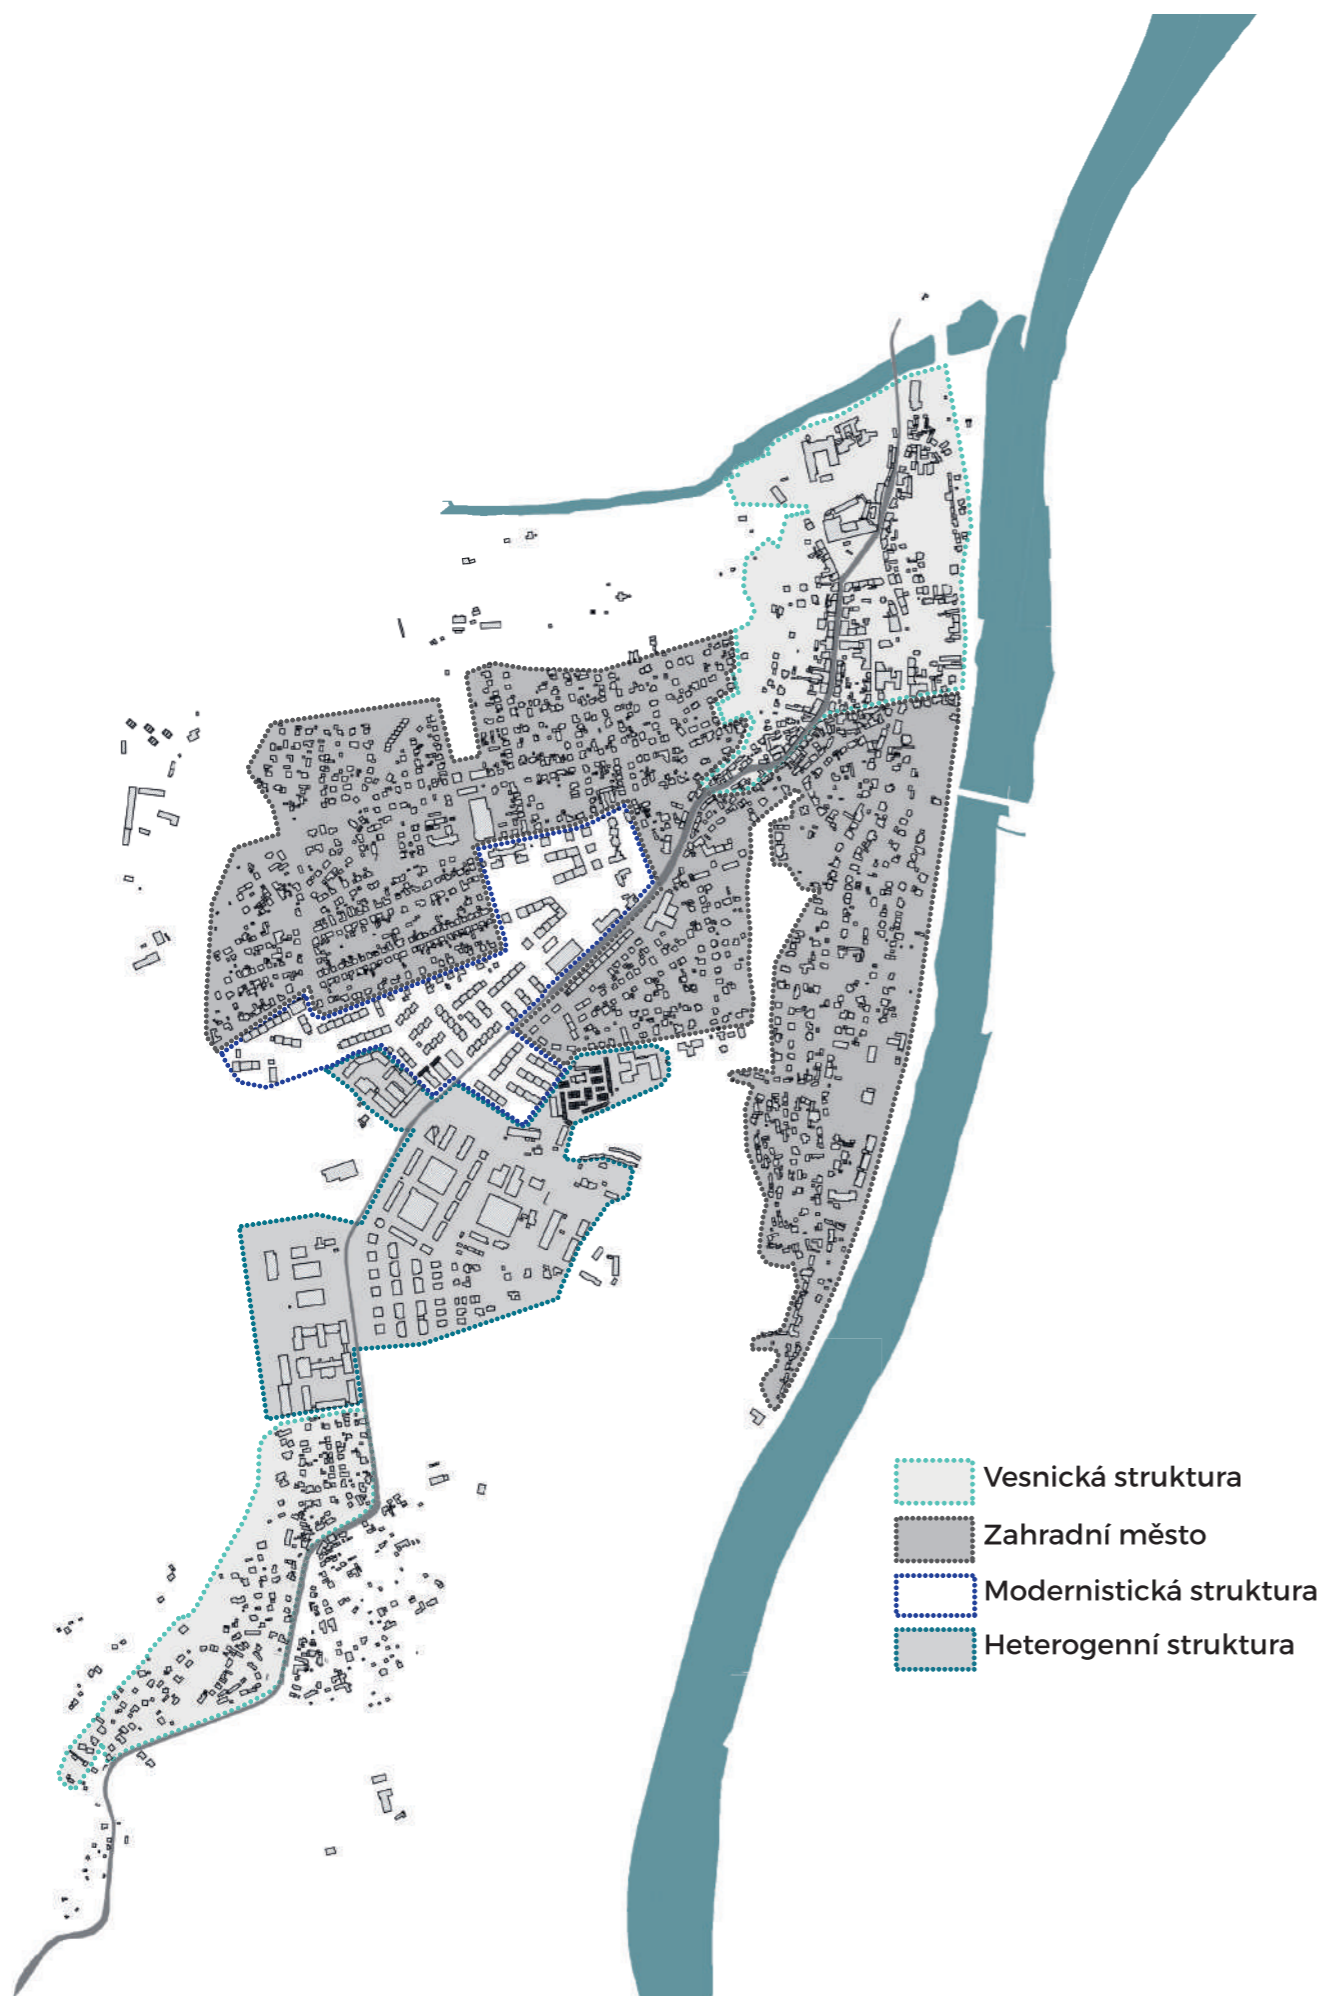 Vesnická struktura
Zahradní město
Modernistická struktura
Heterogenní struktura